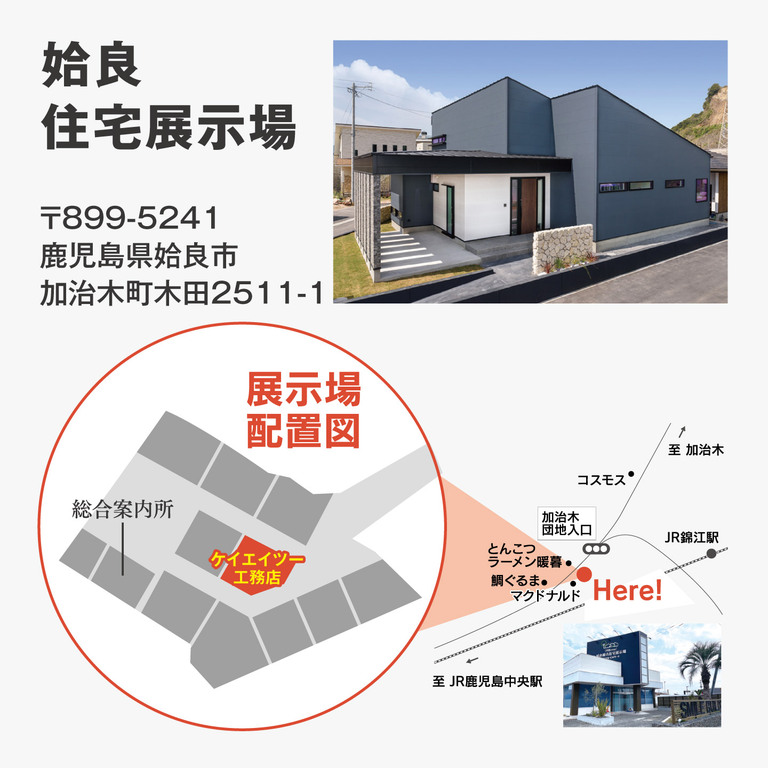 姶良
住宅展示場
〒899-5241
鹿児島県姶良市
加治木町木田2511-1
展示場
配置図
総合案内所
ケイエイツー
工務店
至 加治木
コスモス
加治木
団地入口
JR錦江駅
とんこつ
ラーメン暖暮
鯛ぐるま
マクドナルド
Here!
至 JR鹿児島中央駅